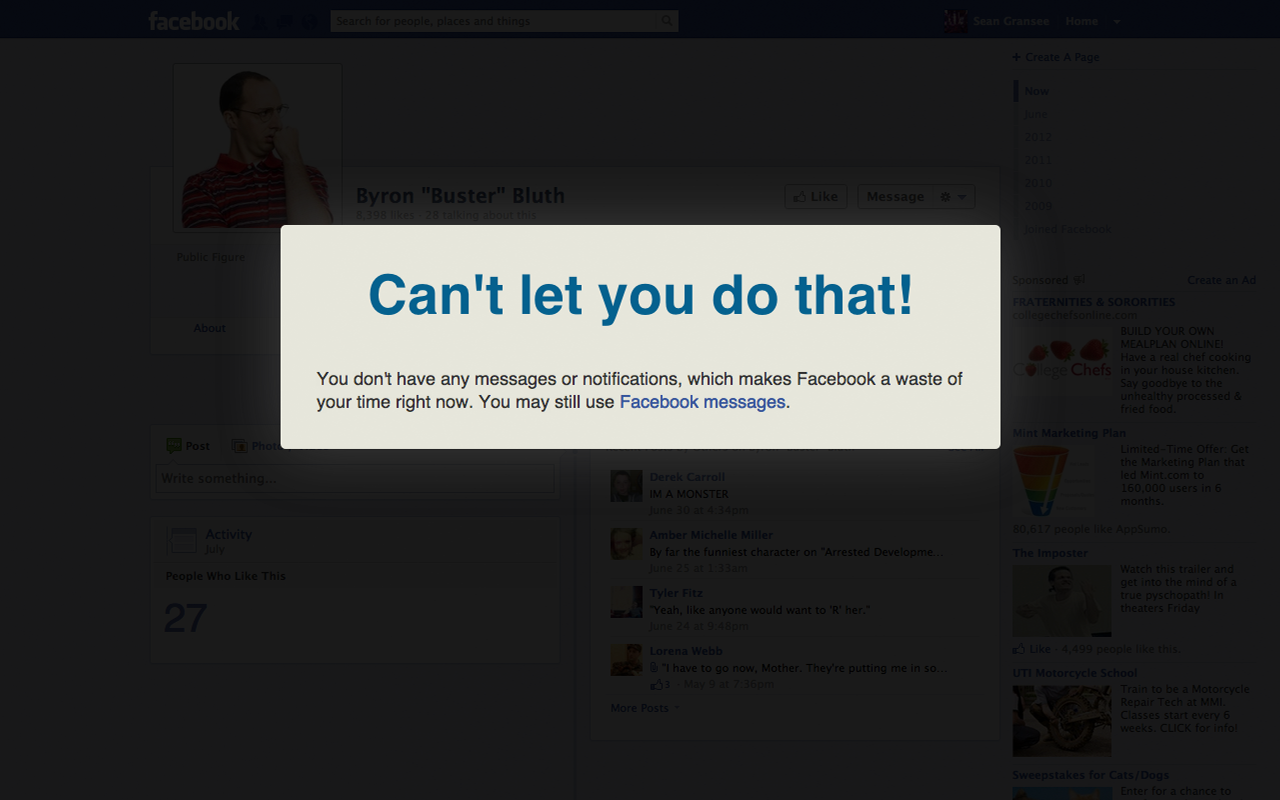 facebook
Search for people, places and things
Sean Gransee
Home
+ Create A Page
Now
June
2012
2011
2010
2009
Joined Facebook
Byron "Buster" Bluth
8,398 likes · 28 talking about this
Like
Message
Public Figure
About
Can't let you do that!
You don't have any messages or notifications, which makes Facebook a waste of
your time right now. You may still use Facebook messages.
Post
Write something...
Activity
July
People Who Like This
27
Derek Carroll
IM A MONSTER
June 30 at 4:34pm
Amber Michelle Miller
By far the funniest character on "Arrested Developme...
June 25 at 1:33am
Tyler Fitz
"Yeah, like anyone would want to 'R' her."
June 24 at 9:48pm
Lorena Webb
"I have to go now, Mother. They're putting me in so...
3 · May 9 at 7:36pm
More Posts
Sponsored
Create an Ad
FRATERNITIES & SORORITIES
collegechefsonline.com
College Chefs
BUILD YOUR OWN
MEALPLAN ONLINE!
Have a real chef cooking
in your house kitchen.
Say goodbye to the
unhealthy processed &
fried food.
Mint Marketing Plan
Limited-Time Offer: Get
the Marketing Plan that
led Mint.com to
160,000 users in 6
months.
80,617 people like AppSumo.
The Imposter
Watch this trailer and
get into the mind of a
true pyschopath! In
theaters Friday
Like · 4,499 people like this.
UTI Motorcycle School
Train to be a Motorcycle
Repair Tech at MMI.
Classes start every 6
weeks. CLICK for info!
Sweepstakes for Cats/Dogs
Enter for a chance to